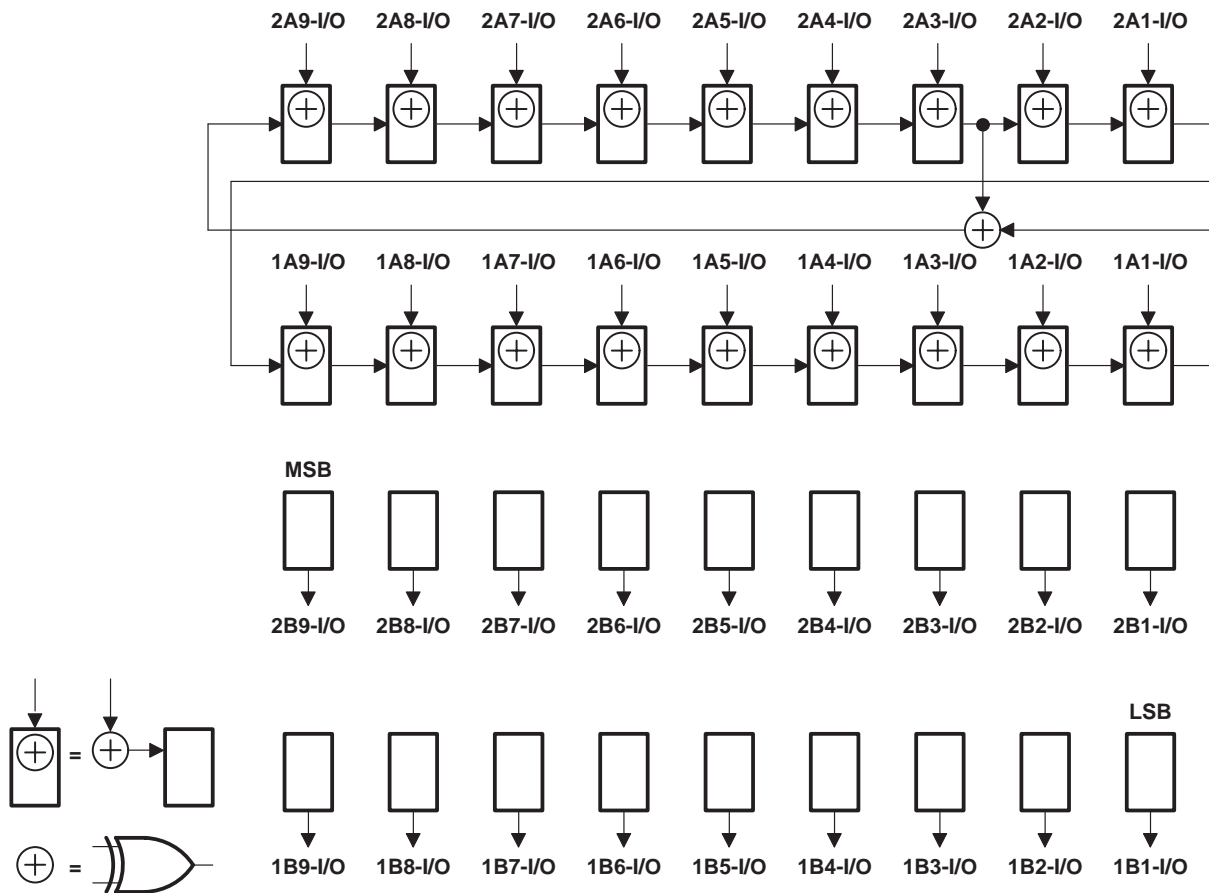 2A9-I/O 2A8-I/O 2A7-I/O 2A6-I/O 2A5-I/O 2A4-I/O 2A3-I/O 2A2-I/O 2A1-I/O
1A9-I/O 1A8-I/O 1A7-I/O 1A6-I/O 1A5-I/O 1A4-I/O 1A3-I/O 1A2-I/O 1A1-I/O
MSB
2B9-I/O 2B8-I/O 2B7-I/O 2B6-I/O 2B5-I/O 2B4-I/O 2B3-I/O 2B2-I/O 2B1-I/O
LSB
=
=
1B9-I/O 1B8-I/O 1B7-I/O 1B6-I/O 1B5-I/O 1B4-I/O 1B3-I/O 1B2-I/O 1B1-I/O